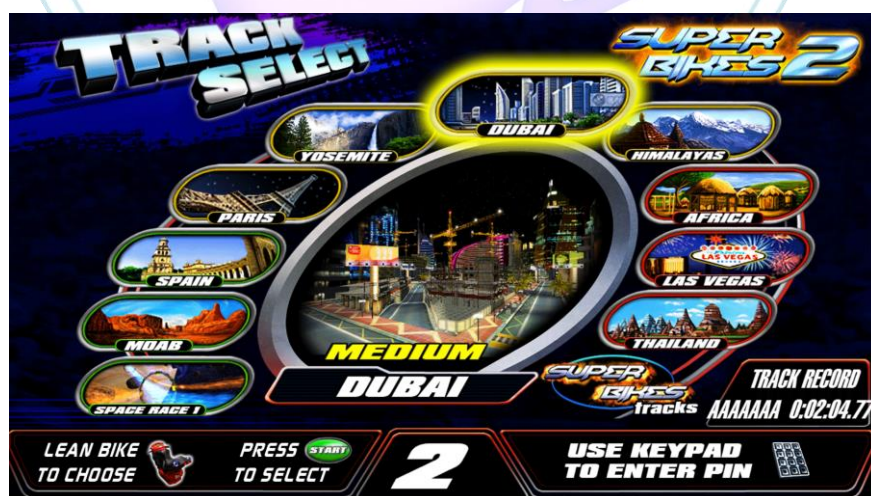 TRACK
SELECT
SUPER
BIKES 2
DUBAI
YOSEMITE
HIMALAYAS
PARIS
AFRICA
SPAIN
LAS VEGAS
LAS VEGAS
MOAB
THAILAND
SPACE RACE 1
MEDIUM
DUBAI
SUPER
BIKES
tracks
TRACK RECORD
AAAAAAA 0:02:04.77
LEAN BIKE
TO CHOOSE
PRESS START
TO SELECT
2
USE KEYPAD
TO ENTER PIN